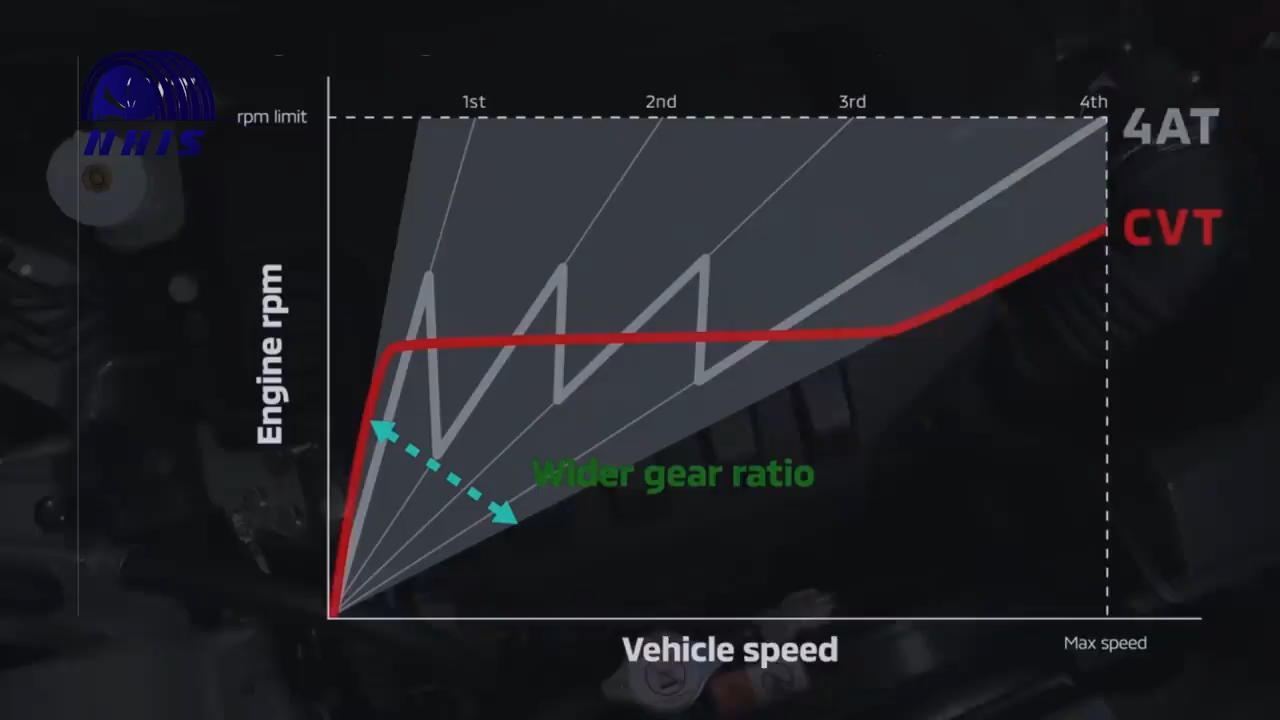 NHIS
1st
2nd
3rd
4th
rpm limit
4AT
CVT
Engine rpm
Wider gear ratio
Vehicle speed
Max speed